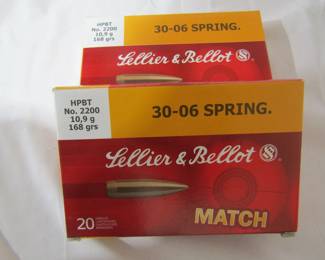 HPBT
No. 2200
10,9 g
168 grs
30-06 SPRING.
Sellier & Bellot
S
B
HPBT
No. 2200
10,9 g
168 grs
30-06 SPRING.
Sellier & Bellot
S
B
20
MATCH